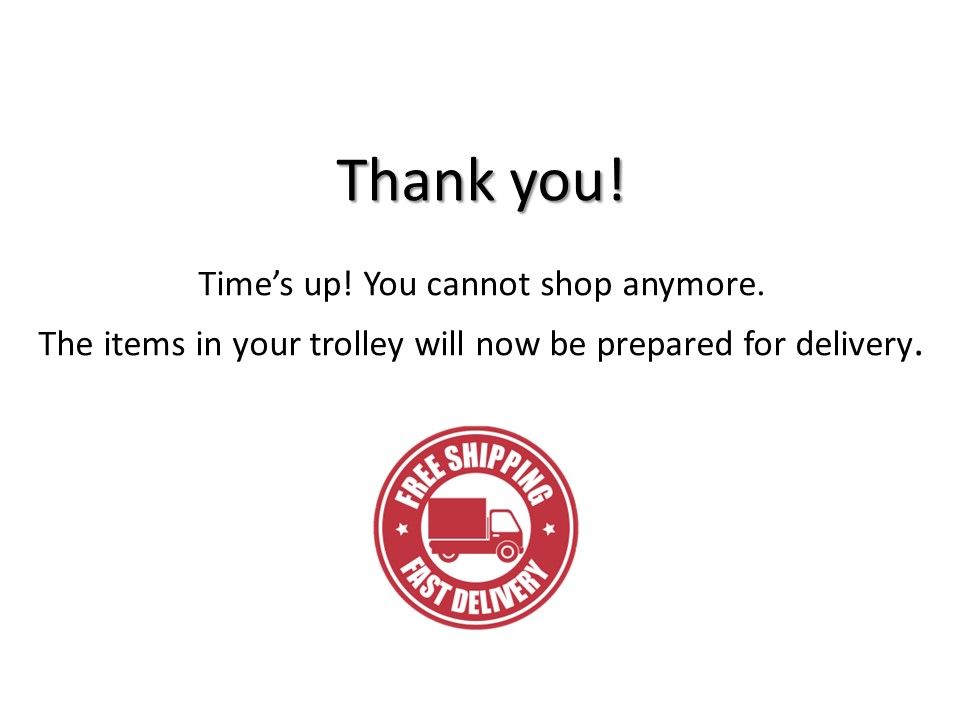 Thank you!
Time’s up! You cannot shop anymore.
The items in your trolley will now be prepared for delivery.
FREE SHIPPING
FAST DELIVERY